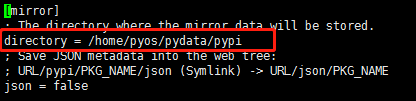 [mirror]
; The directory where the mirror data will be stored.
directory = /home/pyos/pydata/pypi
; Save JSON metadata into the web tree:
; URL/pypi/PKG_NAME/json (Symlink) -> URL/json/PKG_NAME
json = false